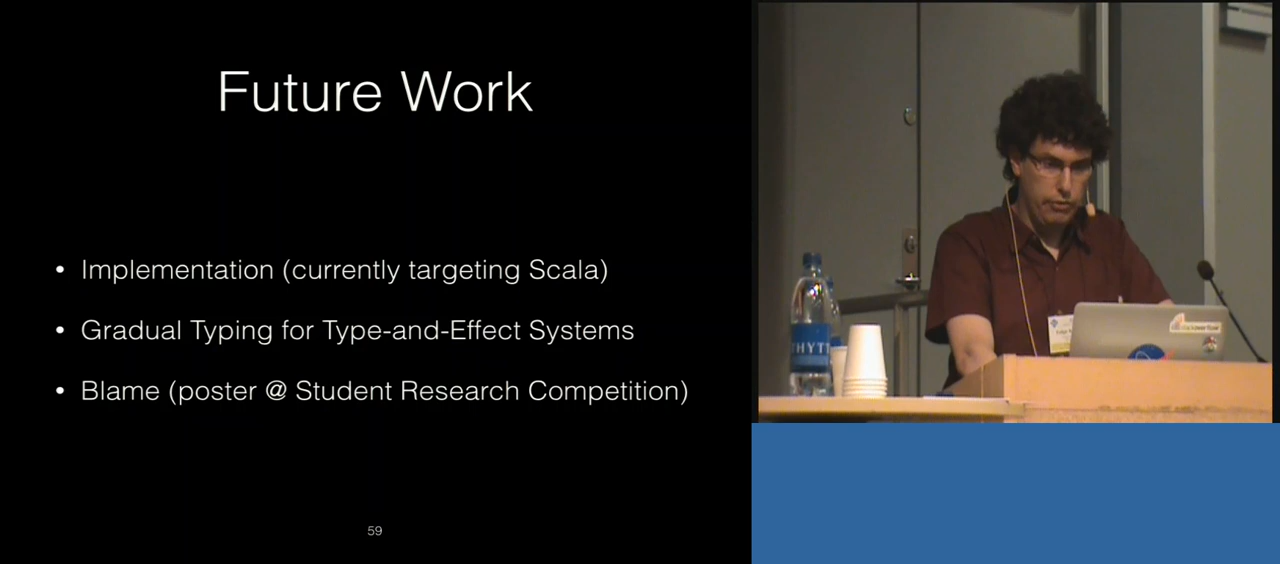 Future Work
• Implementation (currently targeting Scala)
• Gradual Typing for Type-and-Effect Systems
• Blame (poster @ Student Research Competition)
59
stackoverflow